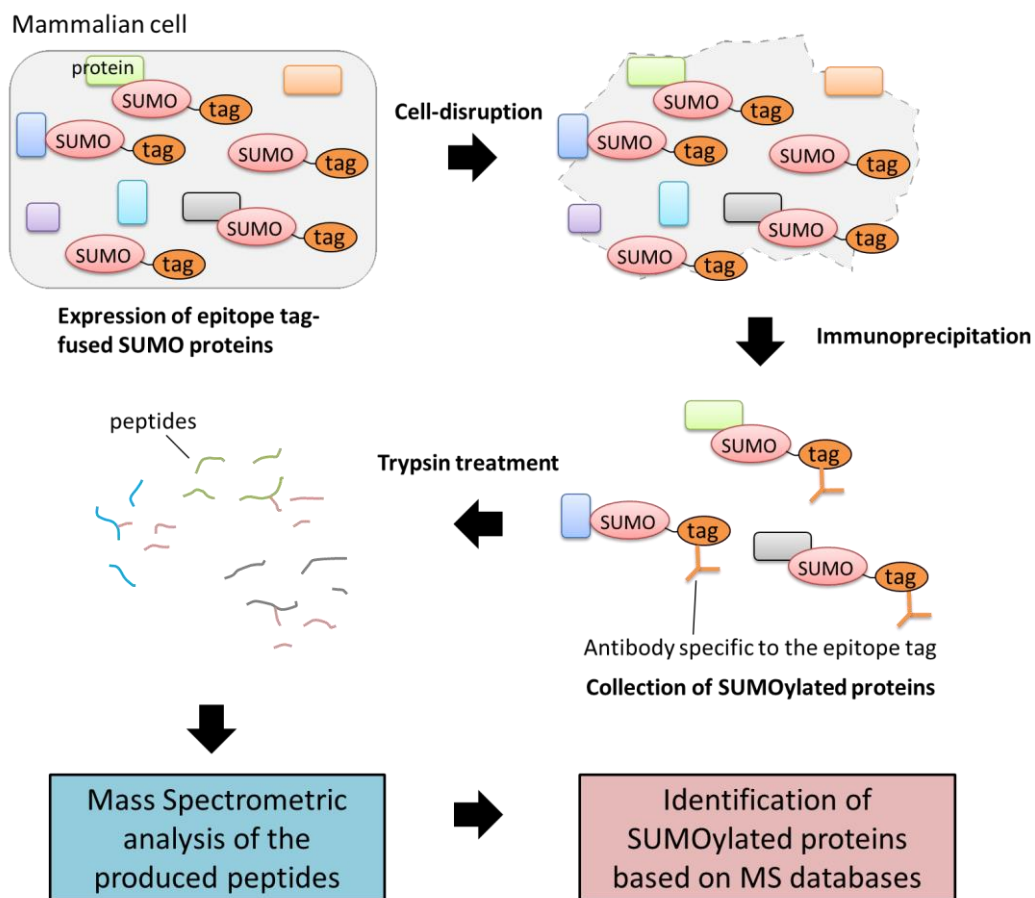 Mammalian cell
protein
SUMO
tag
SUMO
tag
SUMO
tag
SUMO
tag
SUMO
tag
Expression of epitope tag-
fused SUMO proteins
Cell-disruption
SUMO
tag
SUMO
tag
SUMO
tag
SUMO
tag
SUMO
tag
Immunoprecipitation
SUMO
tag
SUMO
tag
SUMO
tag
Antibody specific to the epitope tag
Collection of SUMOylated proteins
Trypsin treatment
peptides
Mass Spectrometric
analysis of the
produced peptides
Identification of
SUMOylated proteins
based on MS databases